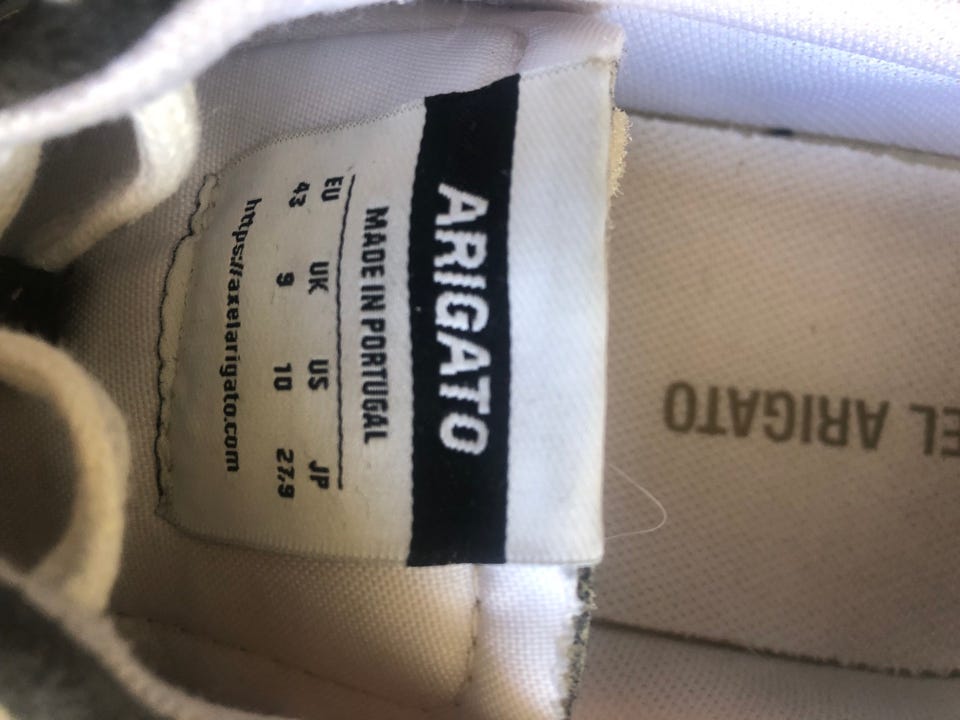 ARIGATO
MADE IN PORTUGAL
EU UK US JP
43 9 10 27,9
https://axelarigato.com
EL ARIGATO